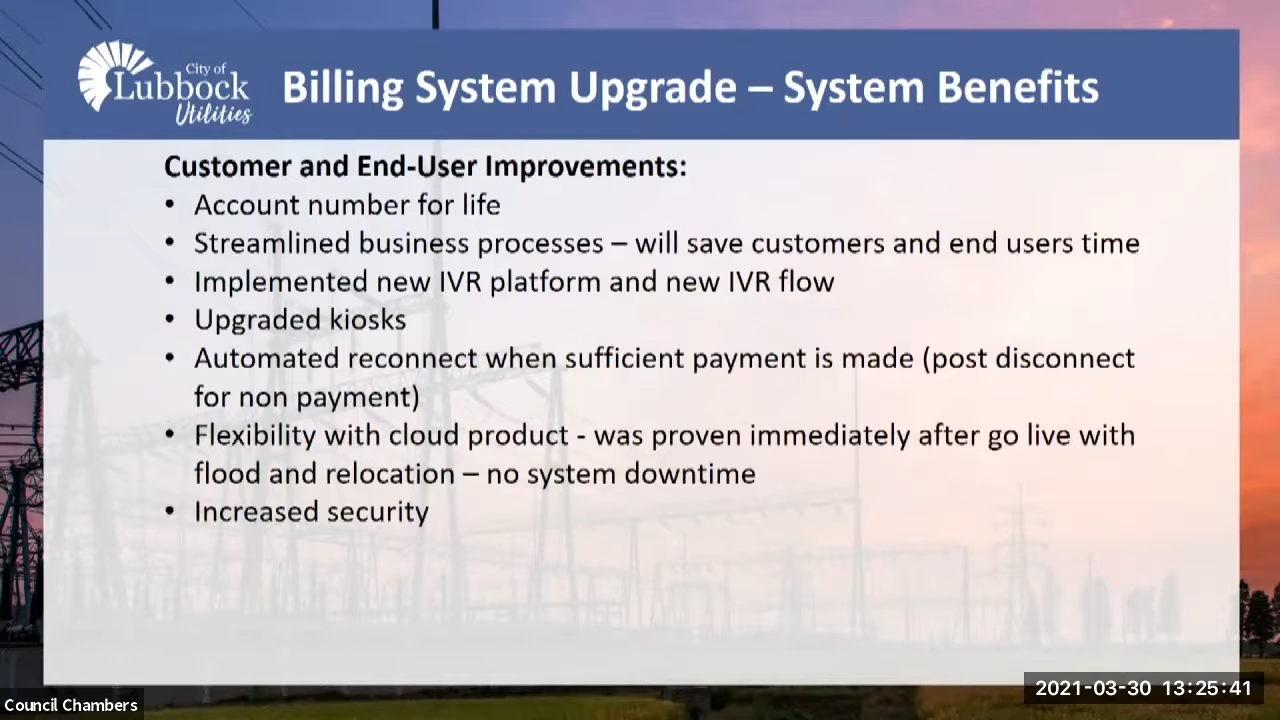 City of
Lubbock
Utilities
Billing System Upgrade – System Benefits
Customer and End-User Improvements:
• Account number for life
• Streamlined business processes – will save customers and end users time
• Implemented new IVR platform and new IVR flow
• Upgraded kiosks
• Automated reconnect when sufficient payment is made (post disconnect
for non payment)
• Flexibility with cloud product - was proven immediately after go live with
flood and relocation – no system downtime
• Increased security
2021-03-30 13:25:41
Council Chambers